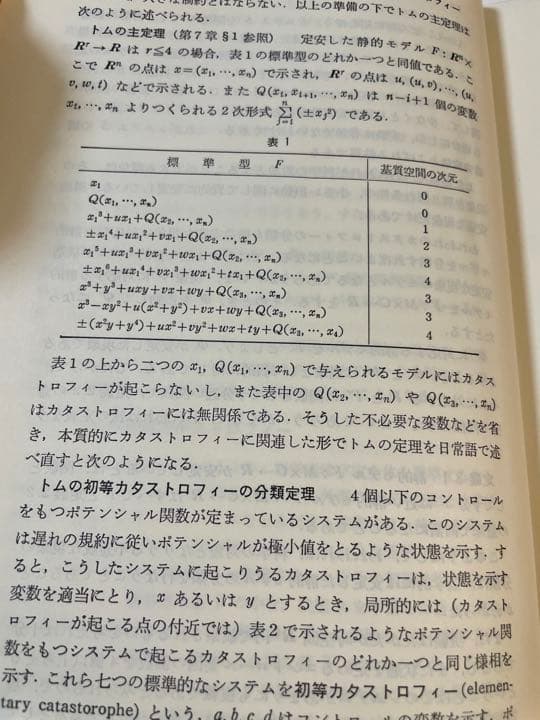 次のように述べられる.
トムの主定理（第7章§1参照） 安定した静的モデル F: Rⁿ×
Rʳ→R は r≦4 の場合, 表1の標準型のどれか一つと同値である. こ
こで Rⁿ の点は x=(x₁, …, xₙ) で示され, Rʳ の点は u, (u, v), …, (u,
v, w, t) などで示される. また Q(xᵢ, xᵢ₊₁, …, xₙ) は n−i+1 個の変数
xᵢ, …, xₙ よりつくられる2次形式 Σⱼ₌ᵢⁿ(±xⱼ²) である.
表1
標準型 F 基質空間の次元
x₁ 0
Q(x₁, …, xₙ) 0
x₁³+ux₁+Q(x₂, …, xₙ) 1
±x₁⁴+ux₁²+vx₁+Q(x₂, …, xₙ) 2
x₁⁵+ux₁³+vx₁²+wx₁+Q(x₂, …, xₙ) 3
±x₁⁶+ux₁⁴+vx₁³+wx₁²+tx₁+Q(x₂, …, xₙ) 4
x³+y³+uxy+vx+wy+Q(x₃, …, xₙ) 3
x³−xy²+u(x²+y²)+vx+wy+Q(x₃, …, xₙ) 3
±(x²y+y⁴)+ux²+vy²+wx+ty+Q(x₃, …, x₄) 4
表1の上から二つの x₁, Q(x₁, …, xₙ) で与えられるモデルにはカタス
トロフィーが起こらないし, また表中の Q(x₂, …, xₙ) や Q(x₃, …, xₙ)
はカタストロフィーには無関係である. そうした不必要な変数などを省
き, 本質的にカタストロフィーに関連した形でトムの定理を日常語で述
べ直すと次のようになる.
トムの初等カタストロフィーの分類定理 4個以下のコントロール
をもつポテンシャル関数が定まっているシステムがある. このシステム
は遅れの規約に従いポテンシャルが極小値をとるような状態を示す. す
ると, こうしたシステムに起こりうるカタストロフィーは, 状態を示す
変数を適当にとり, x あるいは y とするとき, 局所的には（カタスト
ロフィーが起こる点の付近では）表2で示されるようなポテンシャル関
数をもつシステムで起こるカタストロフィーのどれか一つと同じ様相を
示す. これら七つの標準的なシステムを初等カタストロフィー(elemen-
tary catastorophe) という. a, b, c, d はコントロールの変数を示す.